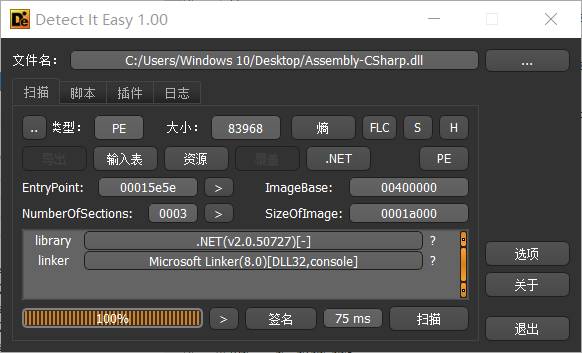 Detect It Easy 1.00
文件名： C:/Users/Windows 10/Desktop/Assembly-CSharp.dll ...
扫描 脚本 插件 日志
.. 类型： PE 大小： 83968 熵 FLC S H
导出 输入表 资源 覆盖 .NET PE
EntryPoint: 00015e5e > ImageBase: 00400000
NumberOfSections: 0003 > SizeOfImage: 0001a000
library .NET(v2.0.50727)[-] ?
linker Microsoft Linker(8.0)[DLL32,console] ?
选项
关于
100% > 签名 75 ms 扫描 退出